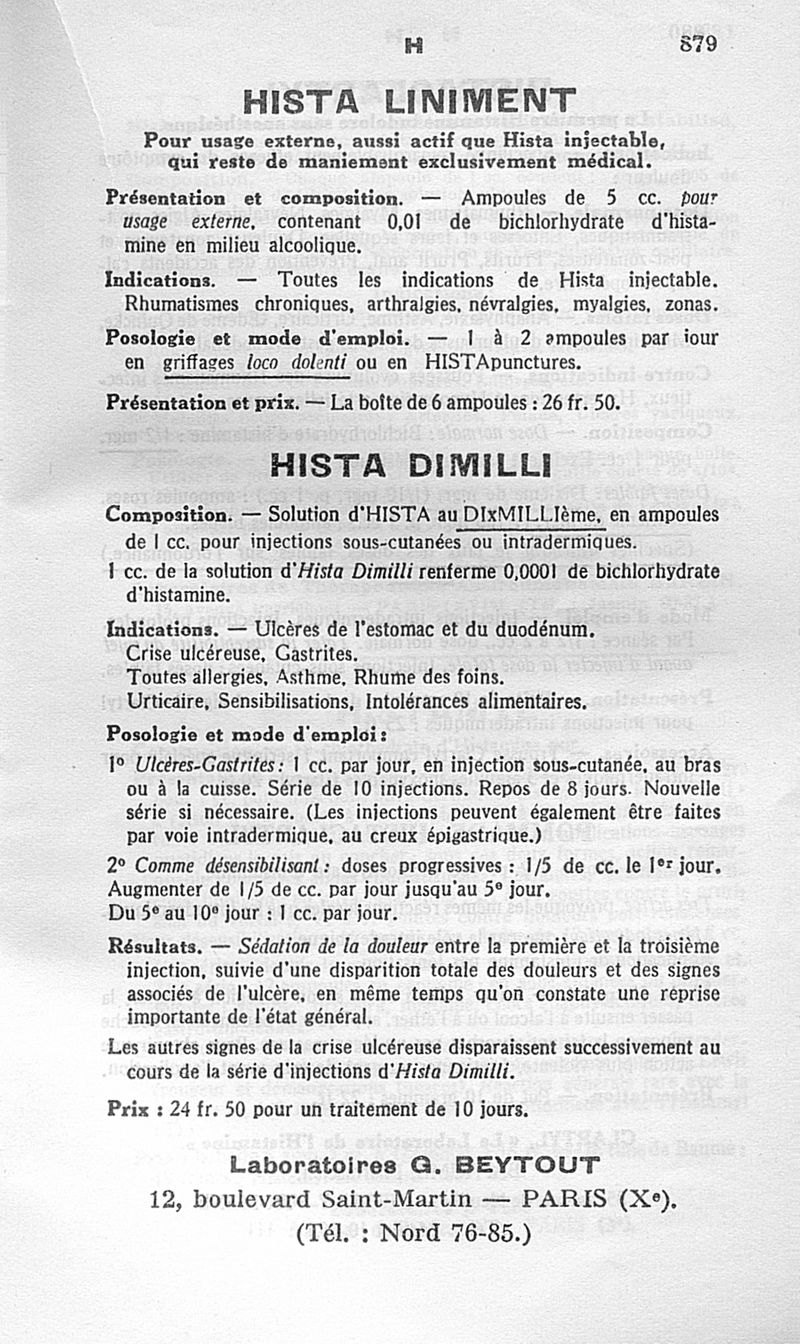 H 879
HISTA LINIMENT
Pour usage externe, aussi actif que Hista injectable,
qui reste de maniement exclusivement médical.
Présentation et composition. — Ampoules de 5 cc. pour
usage externe, contenant 0,01 de bichlorhydrate d'hista-
mine en milieu alcoolique.
Indications. — Toutes les indications de Hista injectable.
Rhumatismes chroniques, arthralgies, névralgies, myalgies, zonas.
Posologie et mode d'emploi. — 1 à 2 ampoules par jour
en griffages loco dolenti ou en HISTApunctures.
Présentation et prix. — La boîte de 6 ampoules : 26 fr. 50.
HISTA DIMILLI
Composition. — Solution d'HISTA au DIxMILLIème, en ampoules
de 1 cc. pour injections sous-cutanées ou intradermiques.
1 cc. de la solution d'Hista Dimilli renferme 0,0001 de bichlorhydrate
d'histamine.
Indications. — Ulcères de l'estomac et du duodénum.
Crise ulcéreuse, Gastrites.
Toutes allergies, Asthme, Rhume des foins.
Urticaire, Sensibilisations, Intolérances alimentaires.
Posologie et mode d'emploi :
1° Ulcères-Gastrites : 1 cc. par jour, en injection sous-cutanée, au bras
ou à la cuisse. Série de 10 injections. Repos de 8 jours. Nouvelle
série si nécessaire. (Les injections peuvent également être faites
par voie intradermique, au creux épigastrique.)
2° Comme désensibilisant : doses progressives : 1/5 de cc. le 1er jour.
Augmenter de 1/5 de cc. par jour jusqu'au 5e jour.
Du 5e au 10e jour : 1 cc. par jour.
Résultats. — Sédation de la douleur entre la première et la troisième
injection, suivie d'une disparition totale des douleurs et des signes
associés de l'ulcère, en même temps qu'on constate une reprise
importante de l'état général.
Les autres signes de la crise ulcéreuse disparaissent successivement au
cours de la série d'injections d'Hista Dimilli.
Prix : 24 fr. 50 pour un traitement de 10 jours.
Laboratoires G. BEYTOUT
12, boulevard Saint-Martin — PARIS (Xe).
(Tél. : Nord 76-85.)